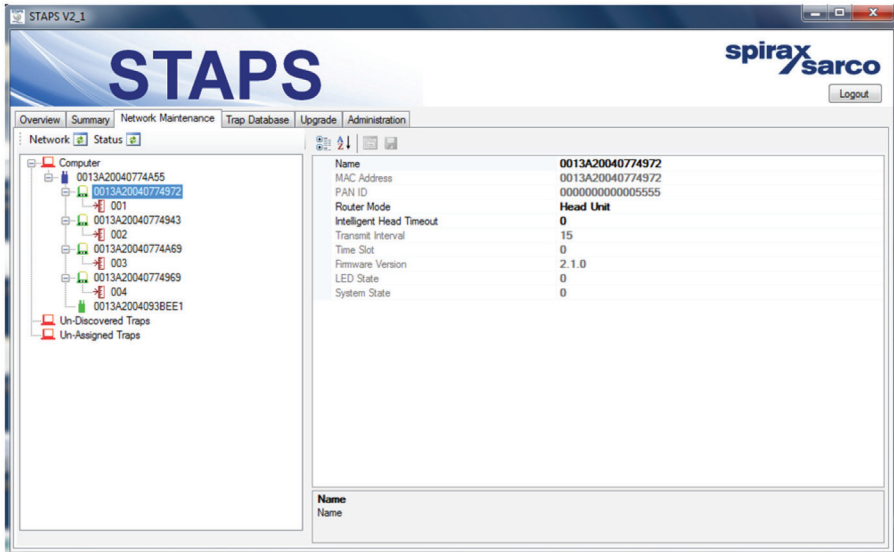 STAPS V2_1
STAPS
spirax
sarco
Logout
Overview Summary Network Maintenance Trap Database Upgrade Administration
Network Status
Computer
0013A20040774A55
0013A20040774972
001
0013A20040774943
002
0013A20040774A69
003
0013A20040774969
004
0013A2004093BEE1
Un-Discovered Traps
Un-Assigned Traps
Name 0013A20040774972
MAC Address 0013A20040774972
PAN ID 0000000000005555
Router Mode Head Unit
Intelligent Head Timeout 0
Transmit Interval 15
Time Slot 0
Firmware Version 2.1.0
LED State 0
System State 0
Name
Name